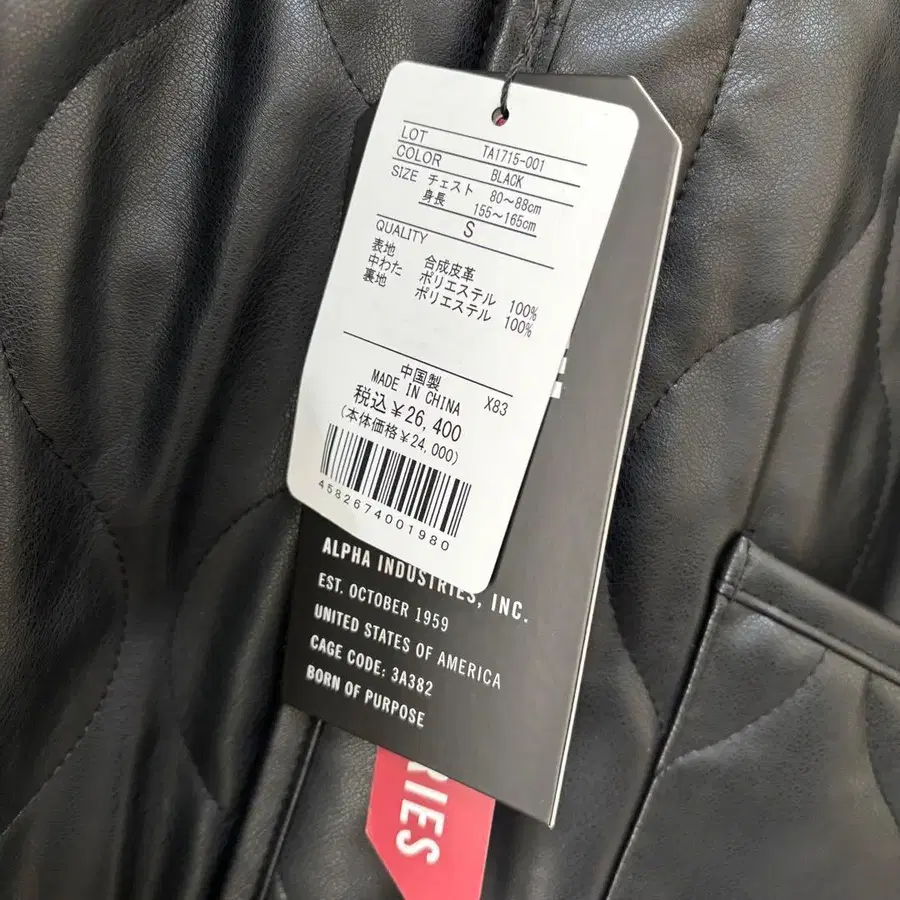 LOT TA1715-001
COLOR BLACK
SIZE チェスト 80～88cm
身長 155～165cm
S
QUALITY
表地 合成皮革
中わた ポリエステル 100%
裏地 ポリエステル 100%
中国製
MADE IN CHINA X83
税込¥26,400
(本体価格¥24,000)
4582674001980
ALPHA INDUSTRIES, INC.
EST. OCTOBER 1959
UNITED STATES OF AMERICA
CAGE CODE: 3A382
BORN OF PURPOSE
RIES